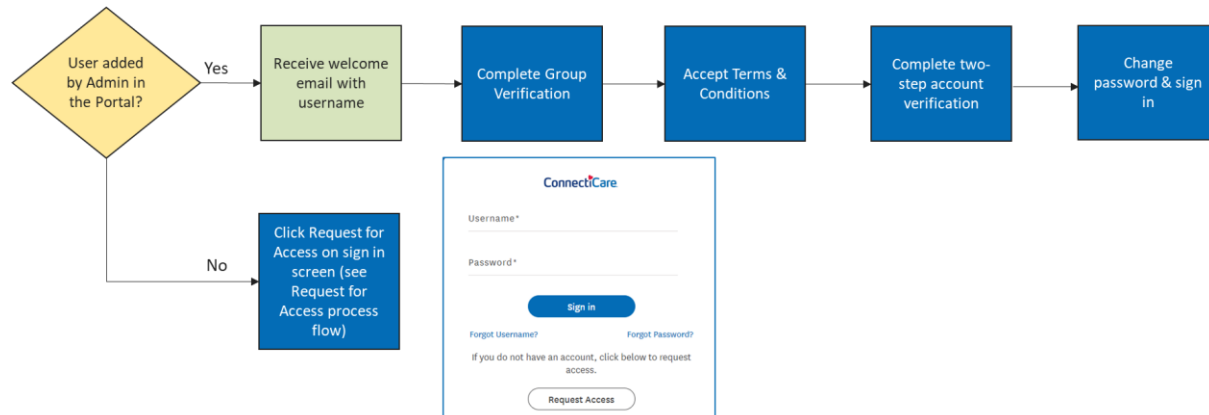 User added
by Admin in
the Portal?
Yes
Receive welcome
email with
username
Complete Group
Verification
Accept Terms &
Conditions
Complete two-
step account
verification
Change
password & sign
in
No
Click Request for
Access on sign in
screen (see
Request for
Access process
flow)
ConnectiCare
Username*
Password*
Sign in
Forgot Username? Forgot Password?
If you do not have an account, click below to request
access.
Request Access